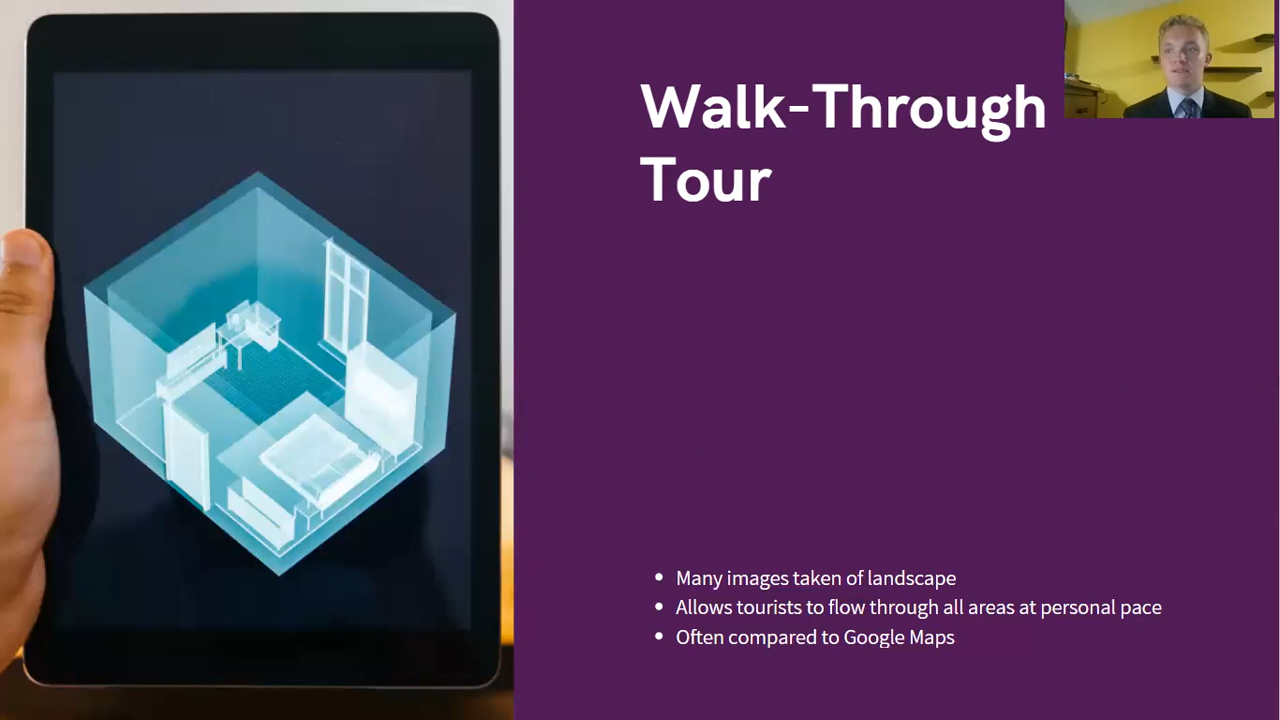 Walk-Through
Tour
• Many images taken of landscape
• Allows tourists to flow through all areas at personal pace
• Often compared to Google Maps